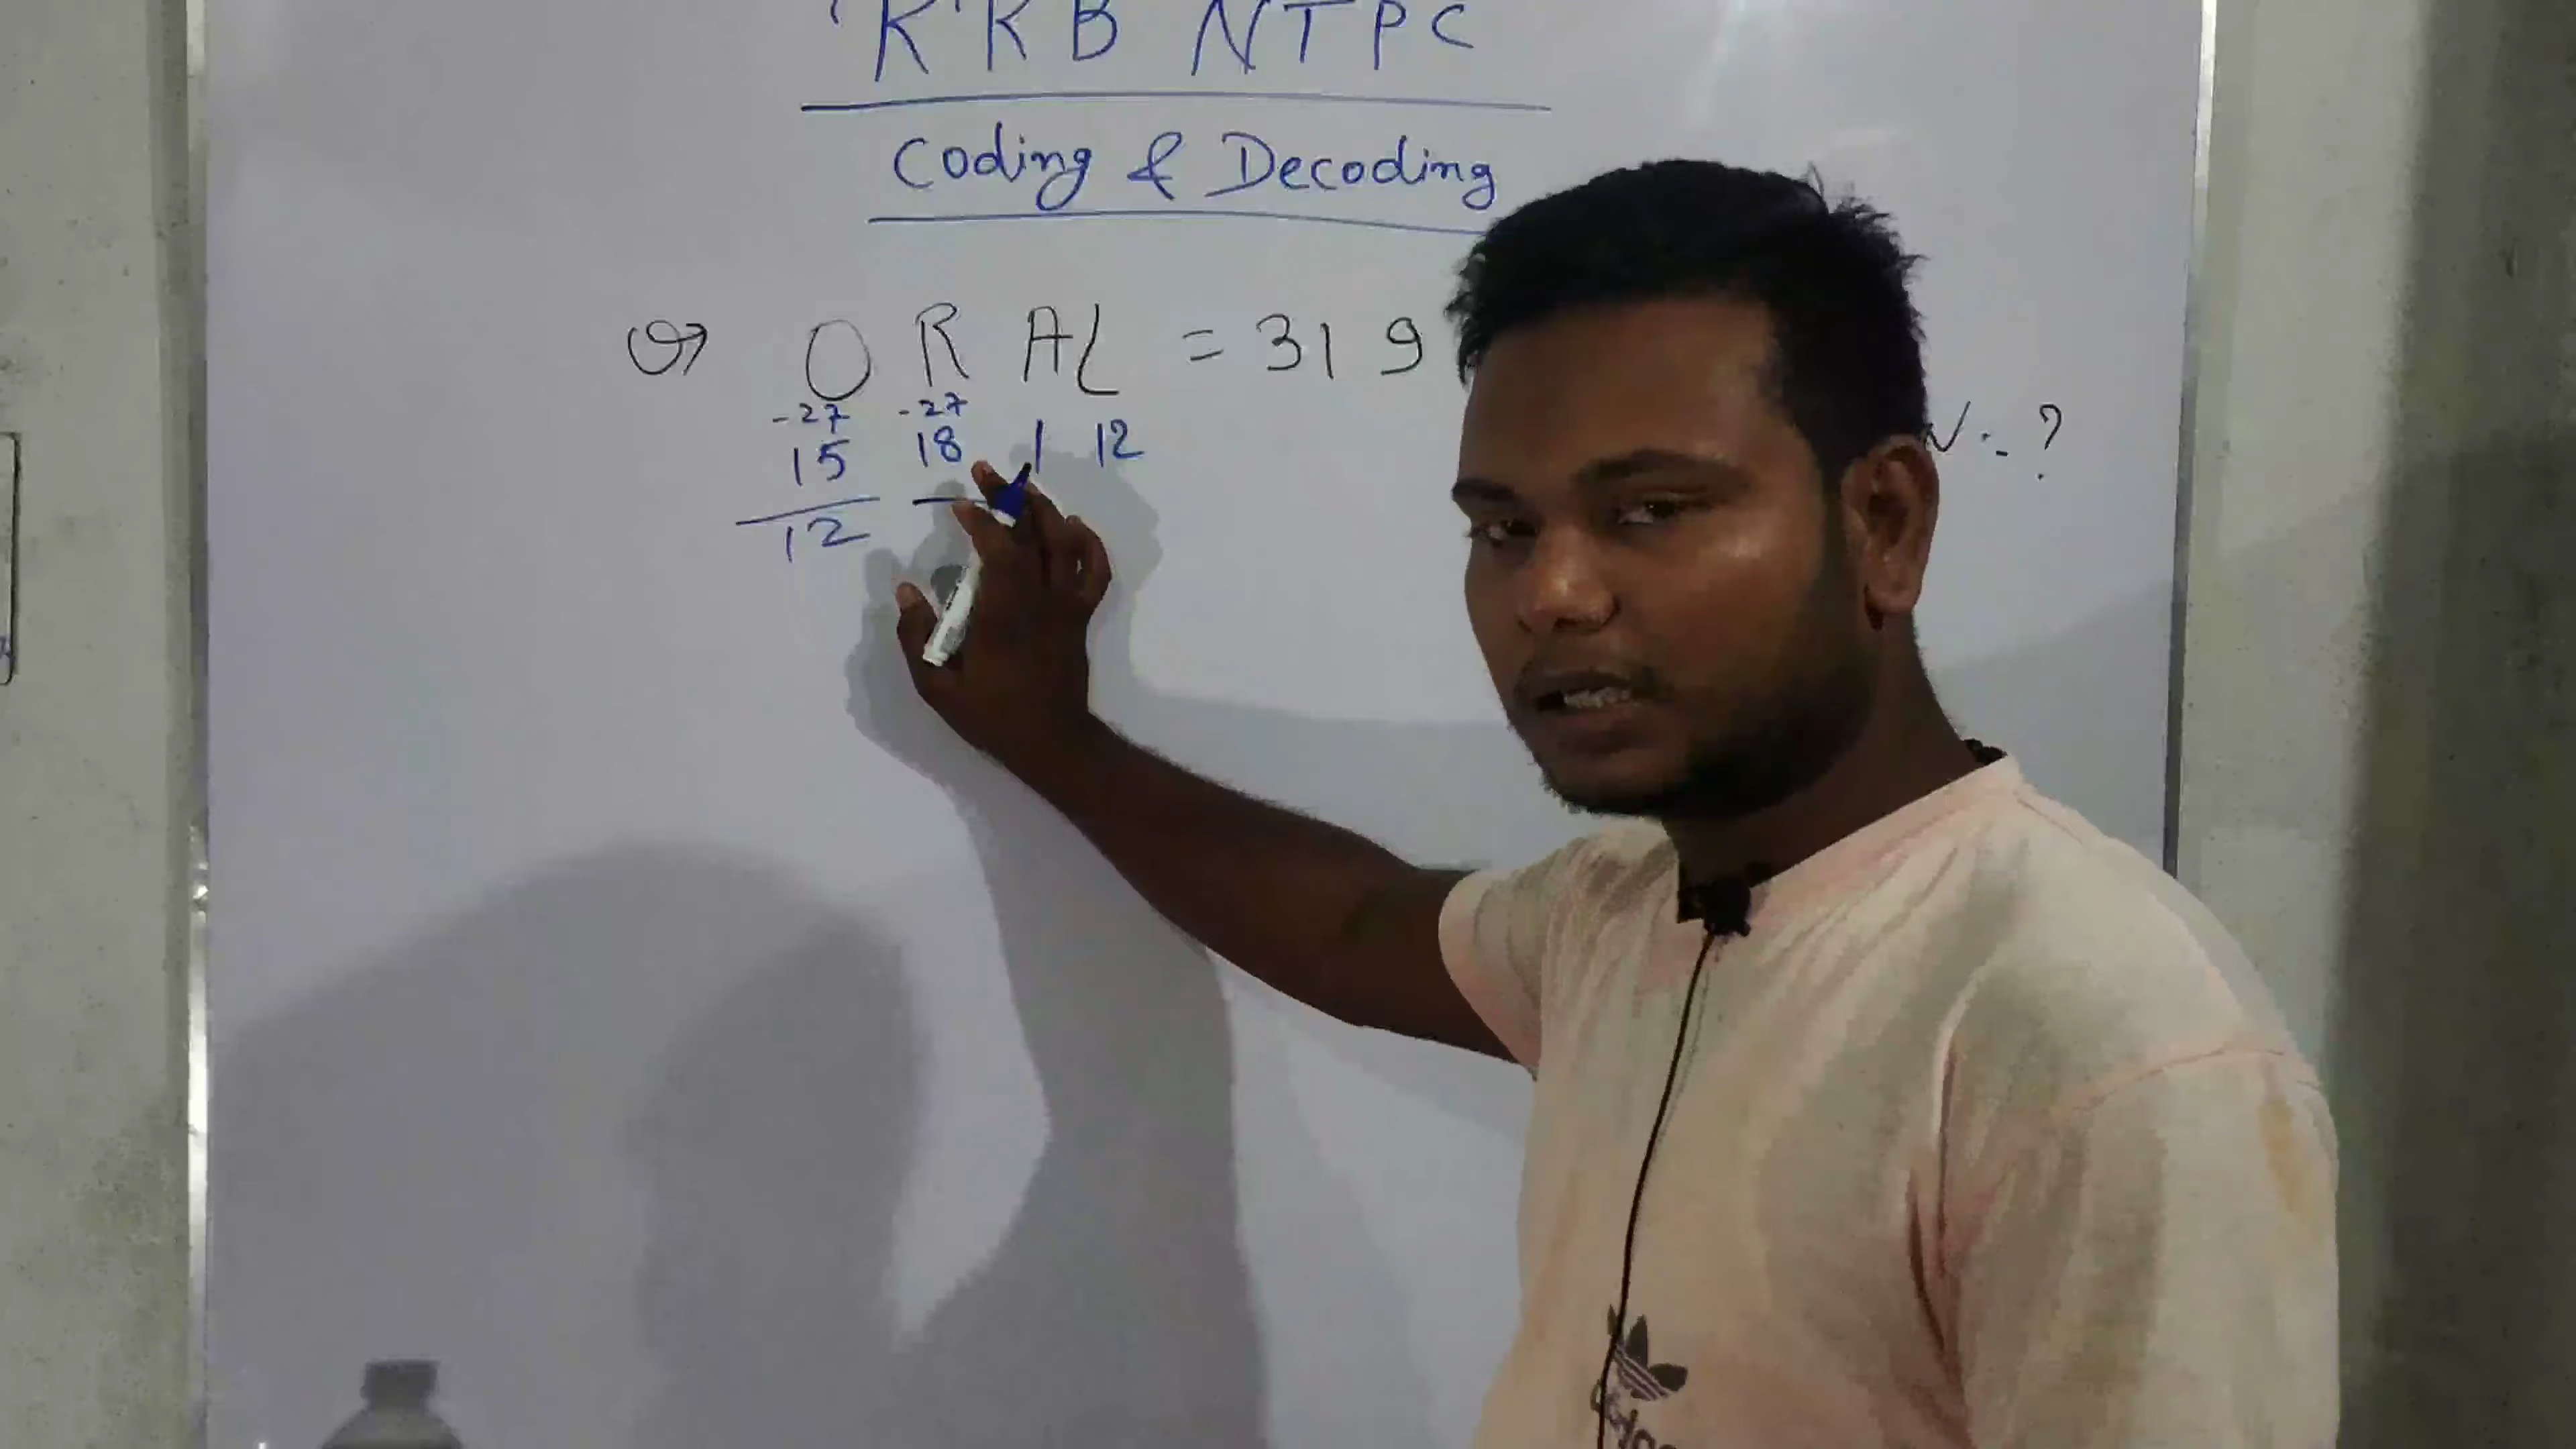 RRB NTPC
Coding & Decoding
ORAL = 319
-27 -27
15 18 1 12
12
?